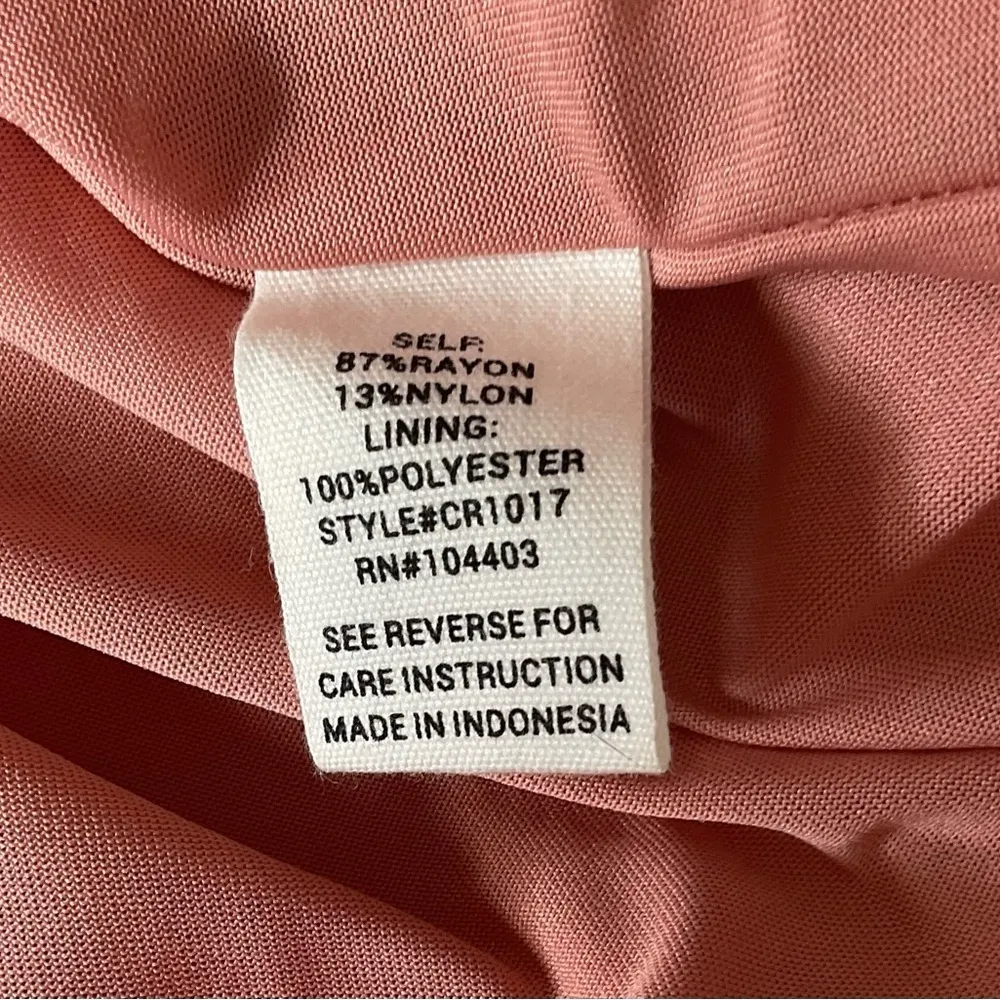 SELF:
87%RAYON
13%NYLON
LINING:
100%POLYESTER
STYLE#CR1017
RN#104403
SEE REVERSE FOR
CARE INSTRUCTION
MADE IN INDONESIA